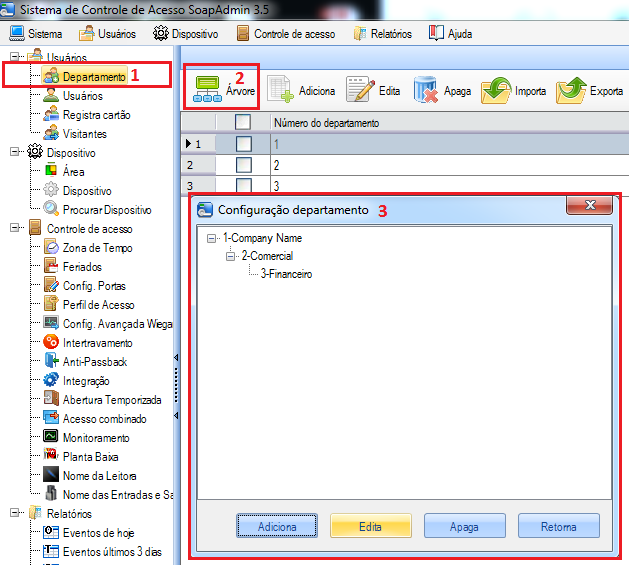 Sistema de Controle de Acesso SoapAdmin 3.5
Sistema Usuários Dispositivo Controle de acesso Relatórios Ajuda
Usuários
Departamento 1
Usuários
Registra cartão
Visitantes
Dispositivo
Área
Dispositivo
Procurar Dispositivo
Controle de acesso
Zona de Tempo
Feriados
Config. Portas
Perfil de Acesso
Config. Avançada Wiega
Intertravamento
Anti-Passback
Integração
Abertura Temporizada
Acesso combinado
Monitoramento
Planta Baixa
Nome da Leitora
Nome das Entradas e Sa
Relatórios
Eventos de hoje
Eventos últimos 3 dias
2
Árvore Adiciona Edita Apaga Importa Exporta
Número do departamento
1 1
2 2
3 3
Configuração departamento 3
1-Company Name
2-Comercial
3-Financeiro
Adiciona Edita Apaga Retorna